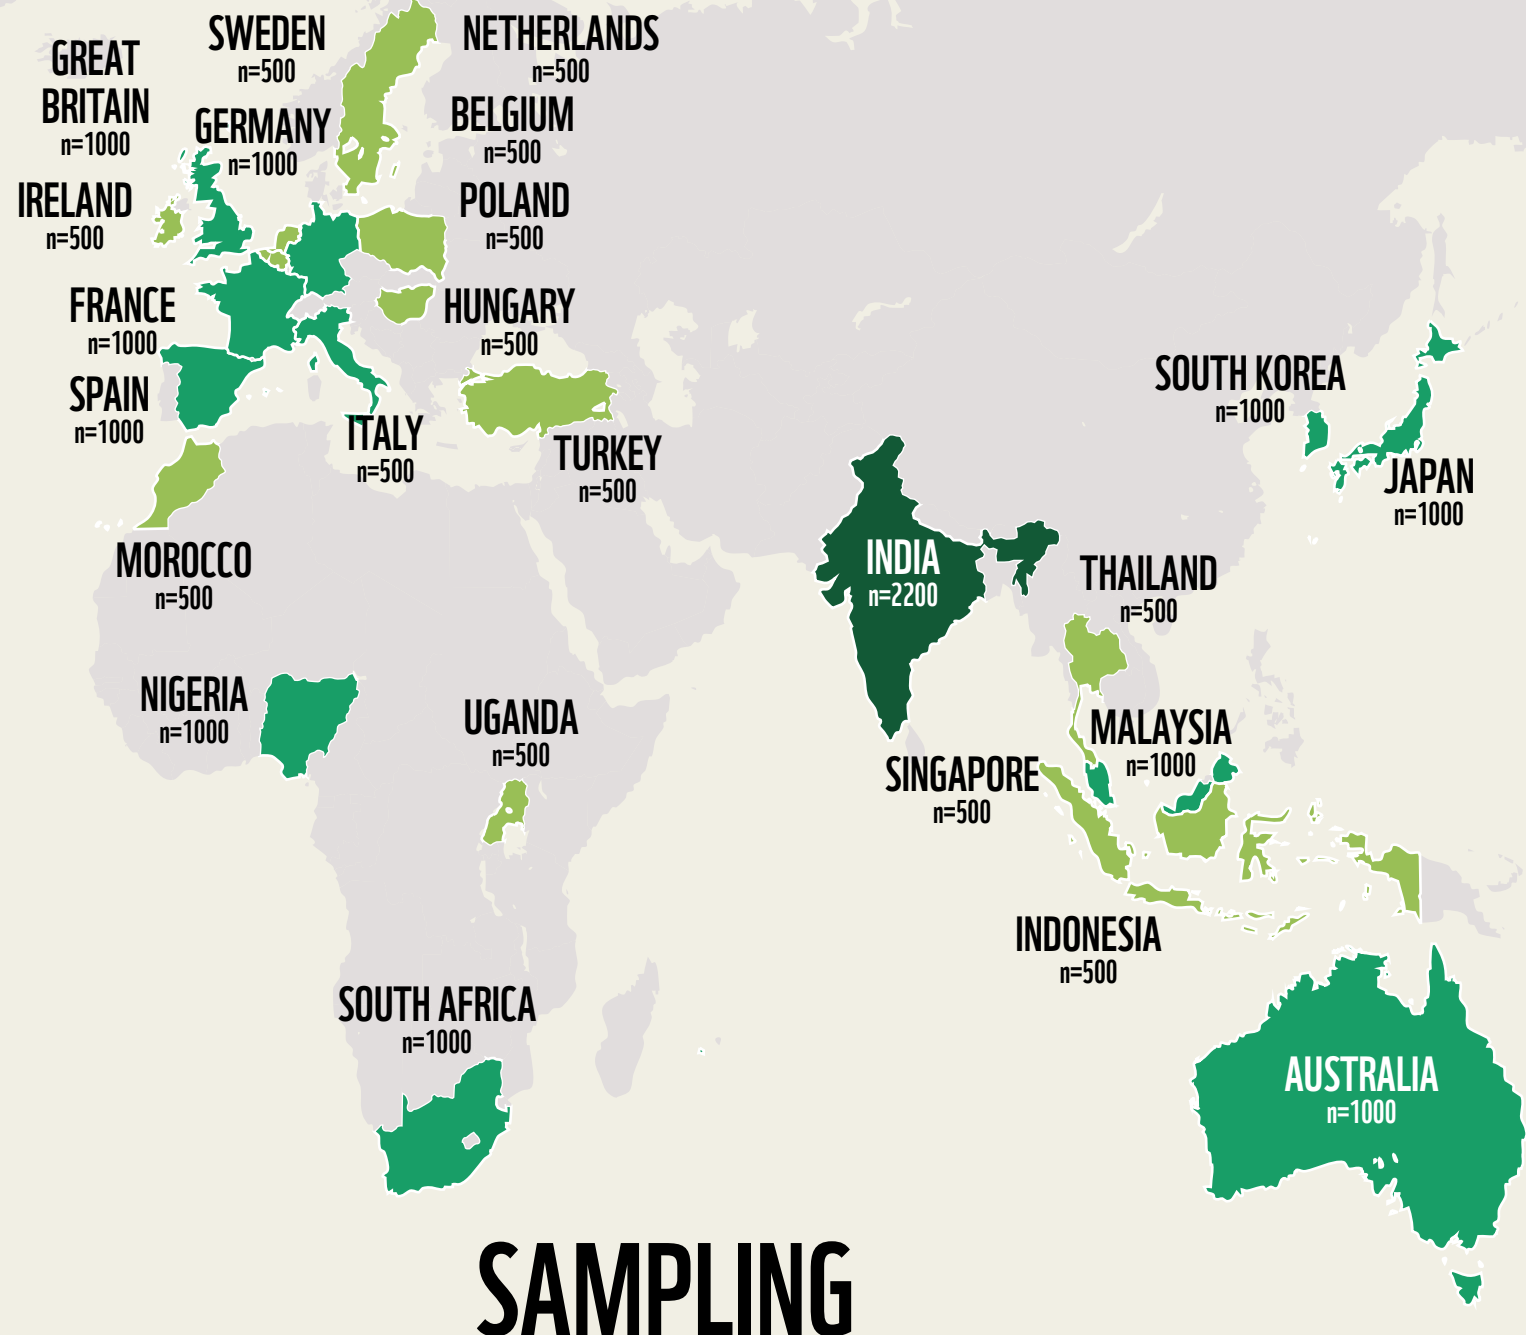 SWEDEN
n=500
NETHERLANDS
n=500
GREAT
BRITAIN
n=1000
GERMANY
n=1000
BELGIUM
n=500
IRELAND
n=500
POLAND
n=500
FRANCE
n=1000
HUNGARY
n=500
SPAIN
n=1000
ITALY
n=500
TURKEY
n=500
SOUTH KOREA
n=1000
JAPAN
n=1000
MOROCCO
n=500
INDIA
n=2200
THAILAND
n=500
NIGERIA
n=1000
UGANDA
n=500
MALAYSIA
n=1000
SINGAPORE
n=500
INDONESIA
n=500
SOUTH AFRICA
n=1000
AUSTRALIA
n=1000
SAMPLING